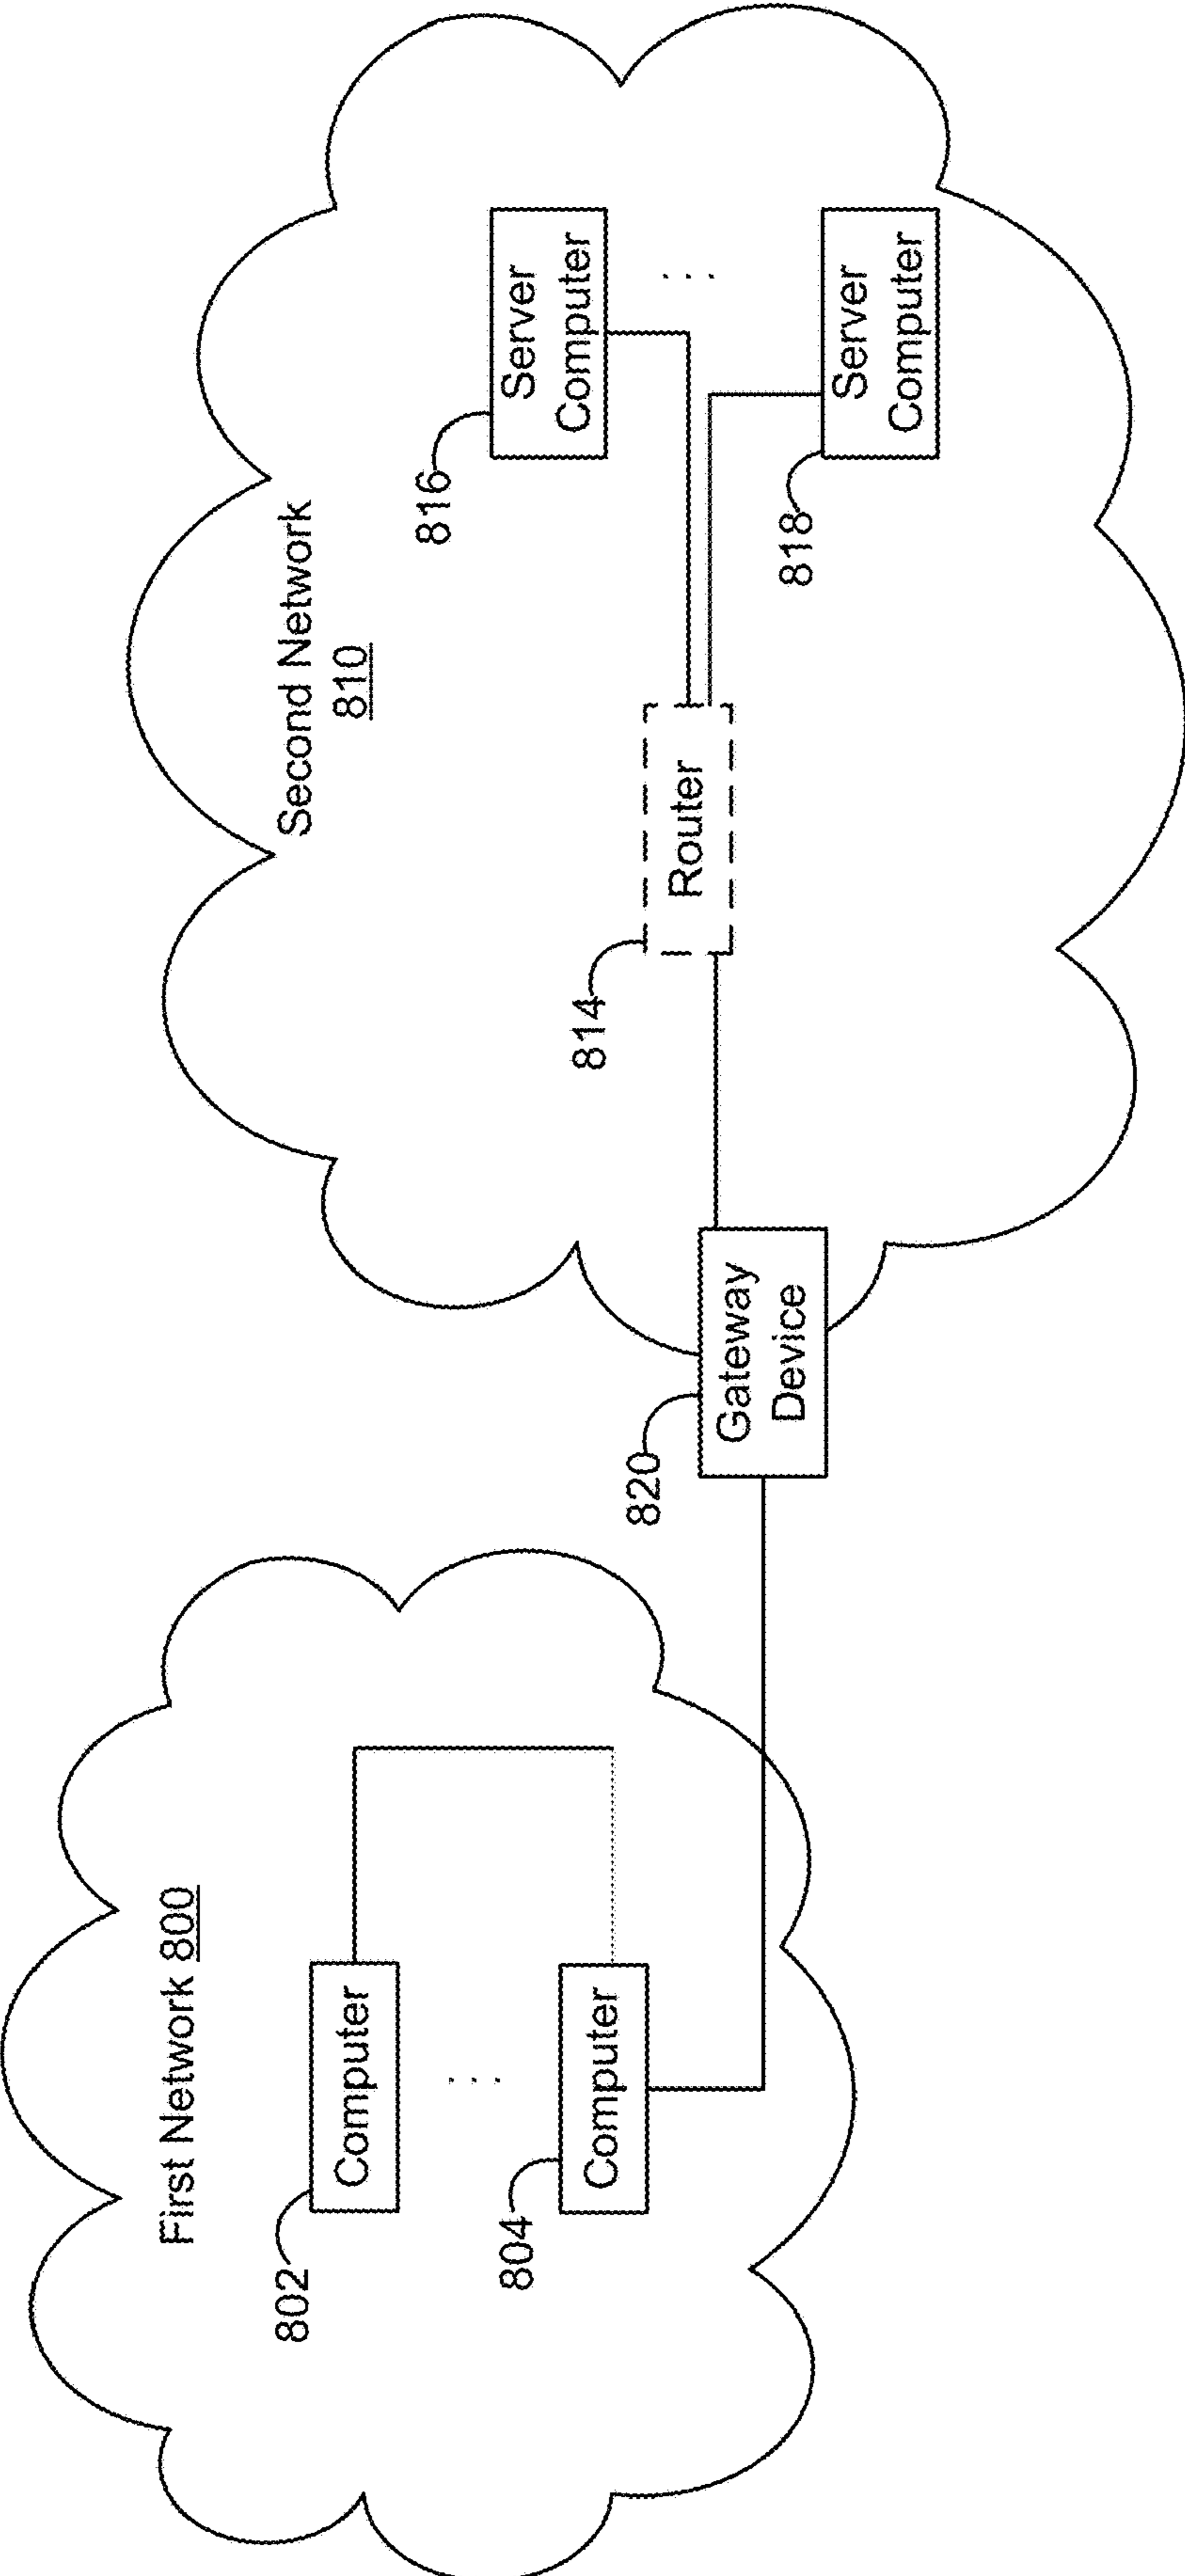 First Network 800
802
Computer
. . .
804
Computer
820
Gateway
Device
Second Network
810
814
Router
816
Server
Computer
. . .
818
Server
Computer